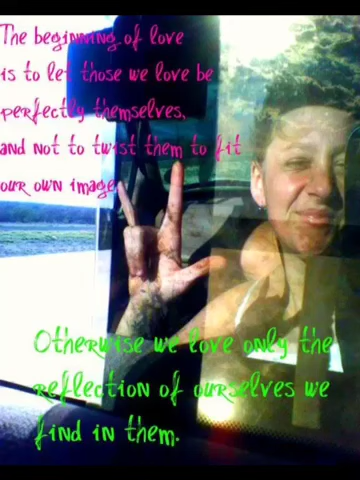 The beginning of love
is to let those we love be
perfectly themselves,
and not to twist them to fit
our own image.
Otherwise we love only the
reflection of ourselves we
find in them.